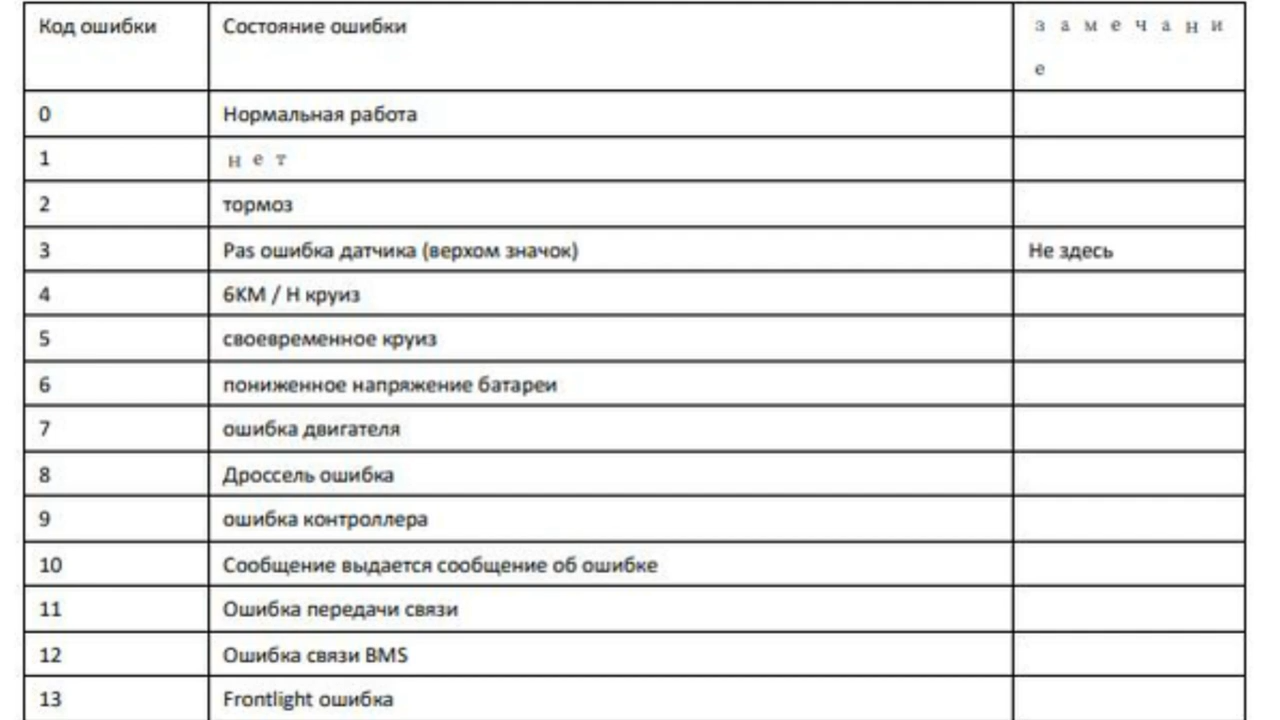 Код ошибки Состояние ошибки замечани
е
0 Нормальная работа
1 нет
2 тормоз
3 Pas ошибка датчика (верхом значок) Не здесь
4 6KM / H круиз
5 своевременное круиз
6 пониженное напряжение батареи
7 ошибка двигателя
8 Дроссель ошибка
9 ошибка контроллера
10 Сообщение выдается сообщение об ошибке
11 Ошибка передачи связи
12 Ошибка связи BMS
13 Frontlight ошибка